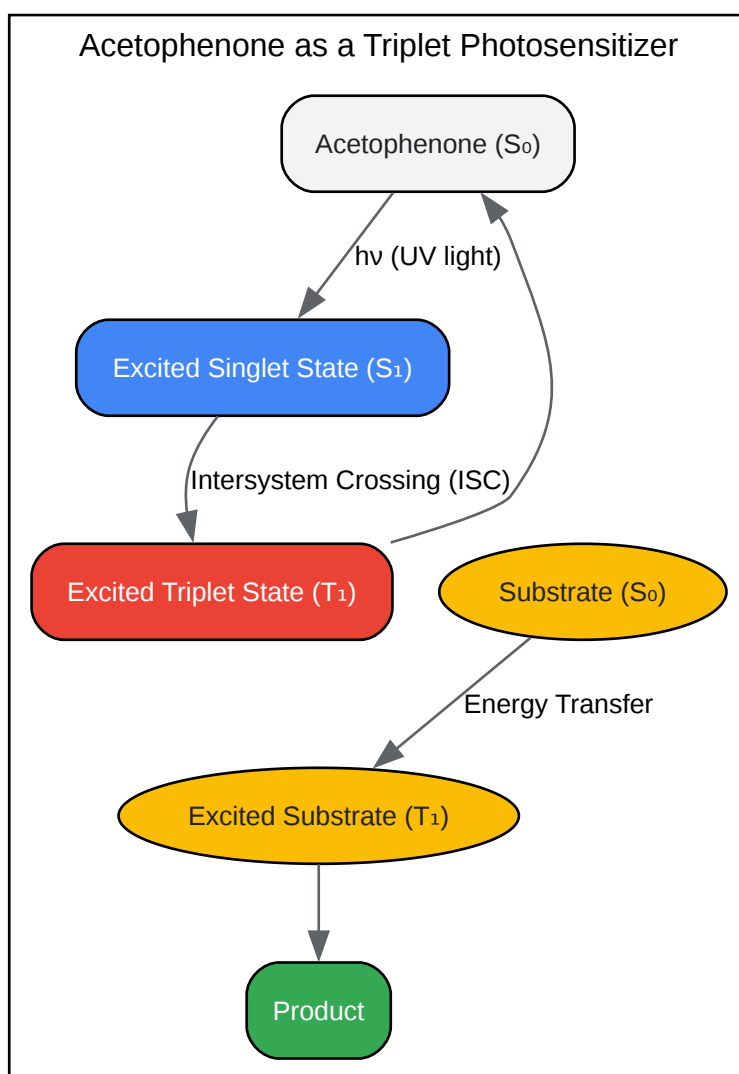 Acetophenone as a Triplet Photosensitizer
Acetophenone (S₀)
hν (UV light)
Excited Singlet State (S₁)
Intersystem Crossing (ISC)
Excited Triplet State (T₁)
Substrate (S₀)
Energy Transfer
Excited Substrate (T₁)
Product